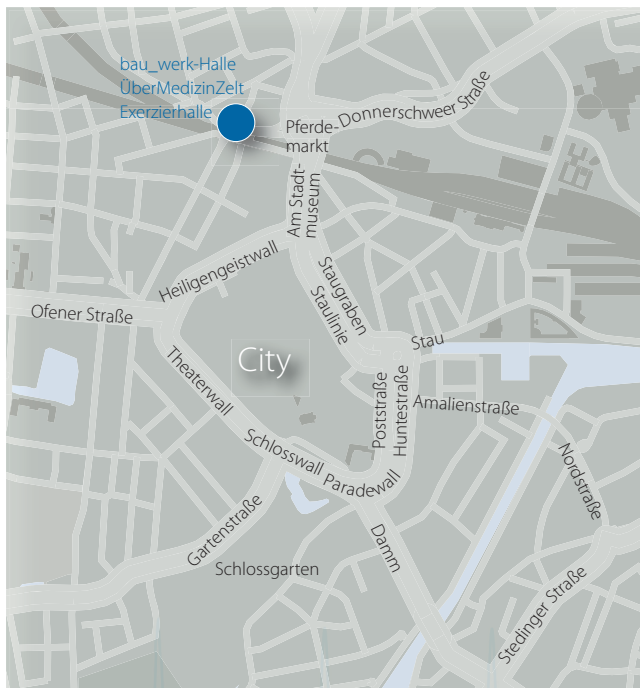 bau_werk-Halle
ÜberMedizinZelt
Exerzierhalle
Donnerschweer Straße
Pferde-
markt
Am Stadt-
museum
Heiligengeistwall
Staugraben
Staulinie
Ofener Straße
Stau
City
Theaterwall
Poststraße
Huntestraße
Amalienstraße
Schlosswall
Paradewall
Nordstraße
Gartenstraße
Damm
Schlossgarten
Stedinger Straße